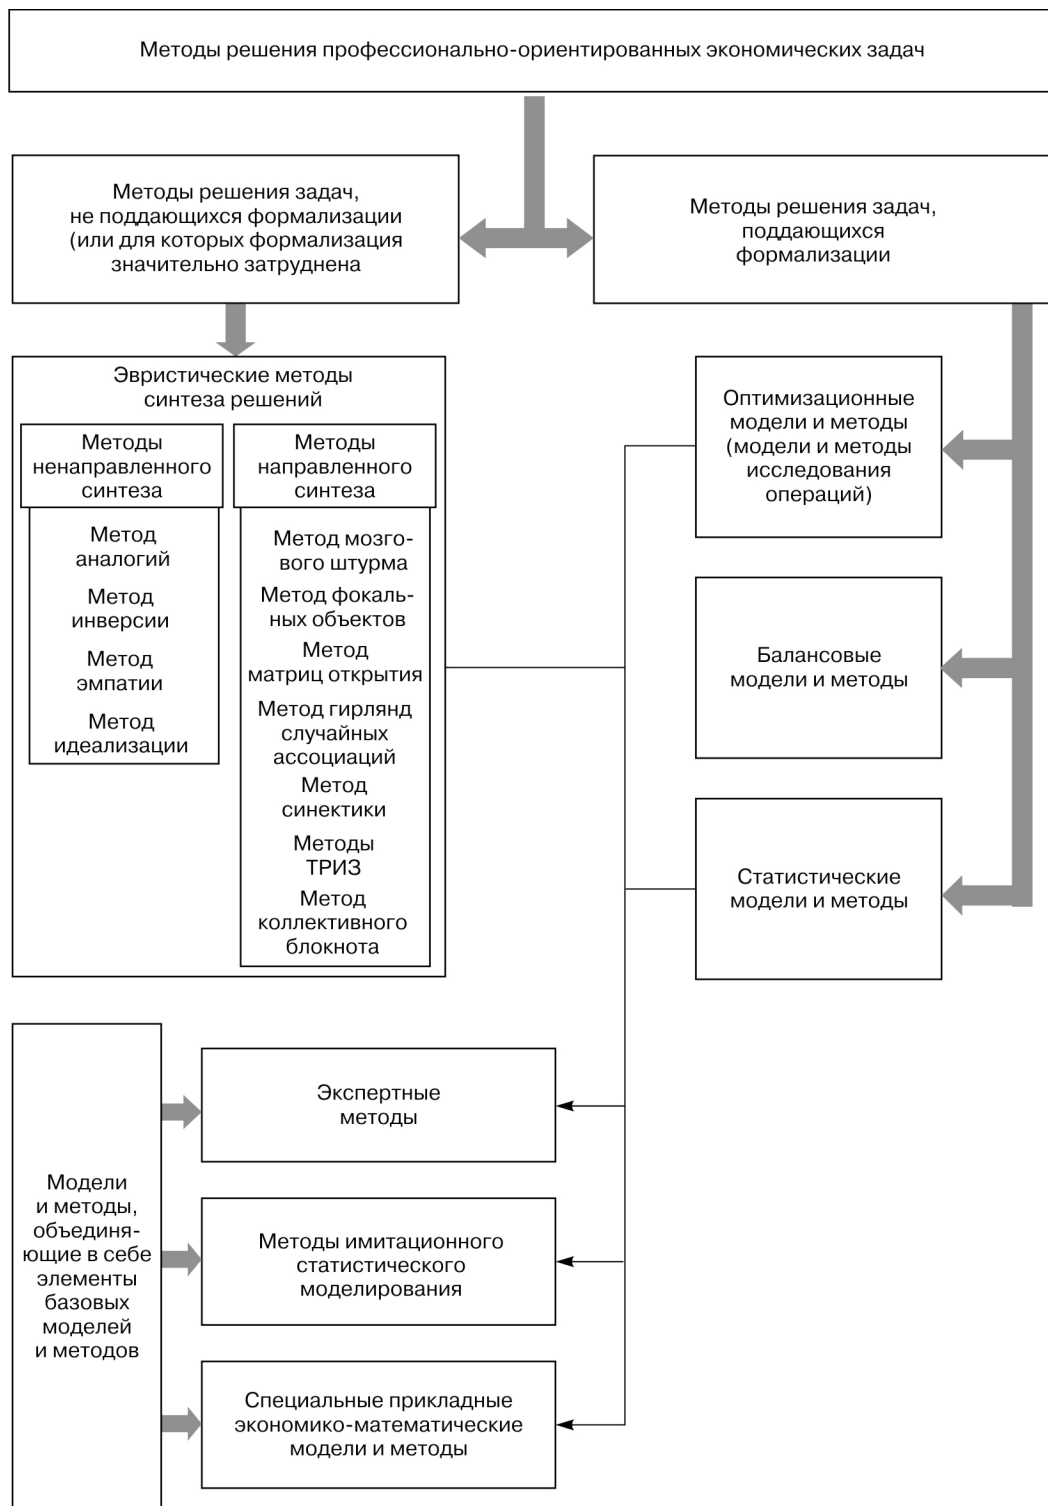 Методы решения профессионально-ориентированных экономических задач
Методы решения задач,
не поддающихся формализации
(или для которых формализация
значительно затруднена
Методы решения задач,
поддающихся
формализации
Эвристические методы
синтеза решений
Методы
ненаправленного
синтеза
Метод
аналогий
Метод
инверсии
Метод
эмпатии
Метод
идеализации
Методы
направленного
синтеза
Метод мозго-
вого штурма
Метод фокаль-
ных объектов
Метод
матриц открытия
Метод гирлянд
случайных
ассоциаций
Метод
синектики
Методы
ТРИЗ
Метод
коллективного
блокнота
Оптимизационные
модели и методы
(модели и методы
исследования
операций)
Балансовые
модели и методы
Статистические
модели и методы
Модели
и методы,
объединя-
ющие в себе
элементы
базовых
моделей
и методов
Экспертные
методы
Методы имитационного
статистического
моделирования
Специальные прикладные
экономико-математические
модели и методы